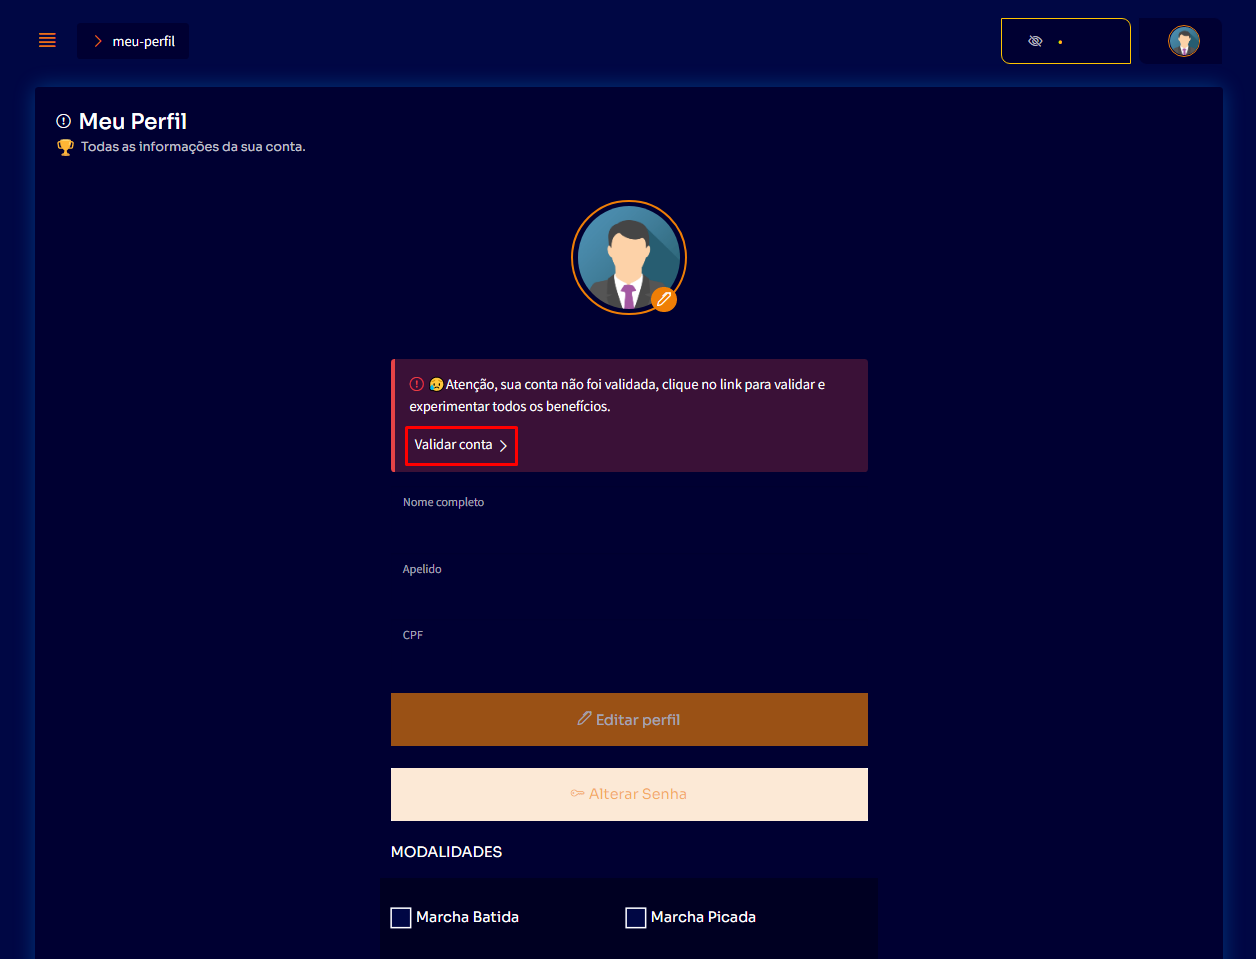 meu-perfil
Meu Perfil
Todas as informações da sua conta.
Atenção, sua conta não foi validada, clique no link para validar e
experimentar todos os benefícios.
Validar conta
Nome completo
Apelido
CPF
Editar perfil
Alterar Senha
MODALIDADES
Marcha Batida
Marcha Picada